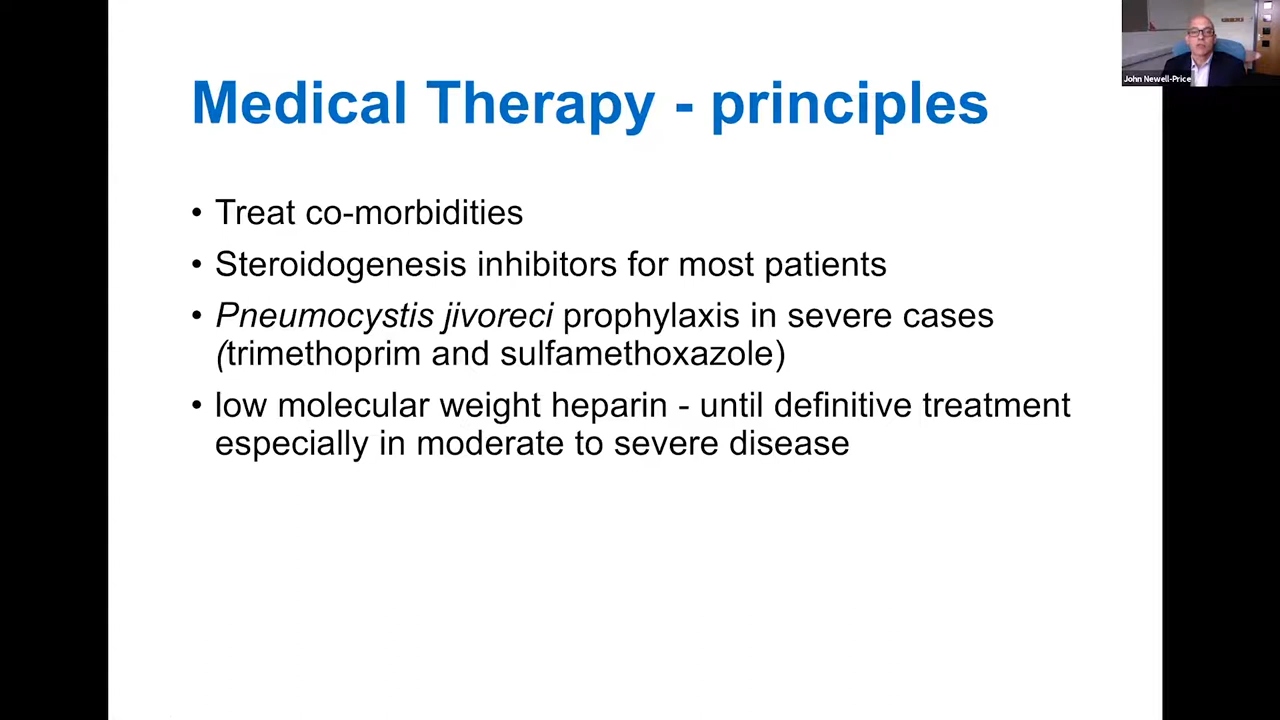 John Newell-Price
Medical Therapy - principles
• Treat co-morbidities
• Steroidogenesis inhibitors for most patients
• Pneumocystis jivoreci prophylaxis in severe cases
(trimethoprim and sulfamethoxazole)
• low molecular weight heparin - until definitive treatment
especially in moderate to severe disease